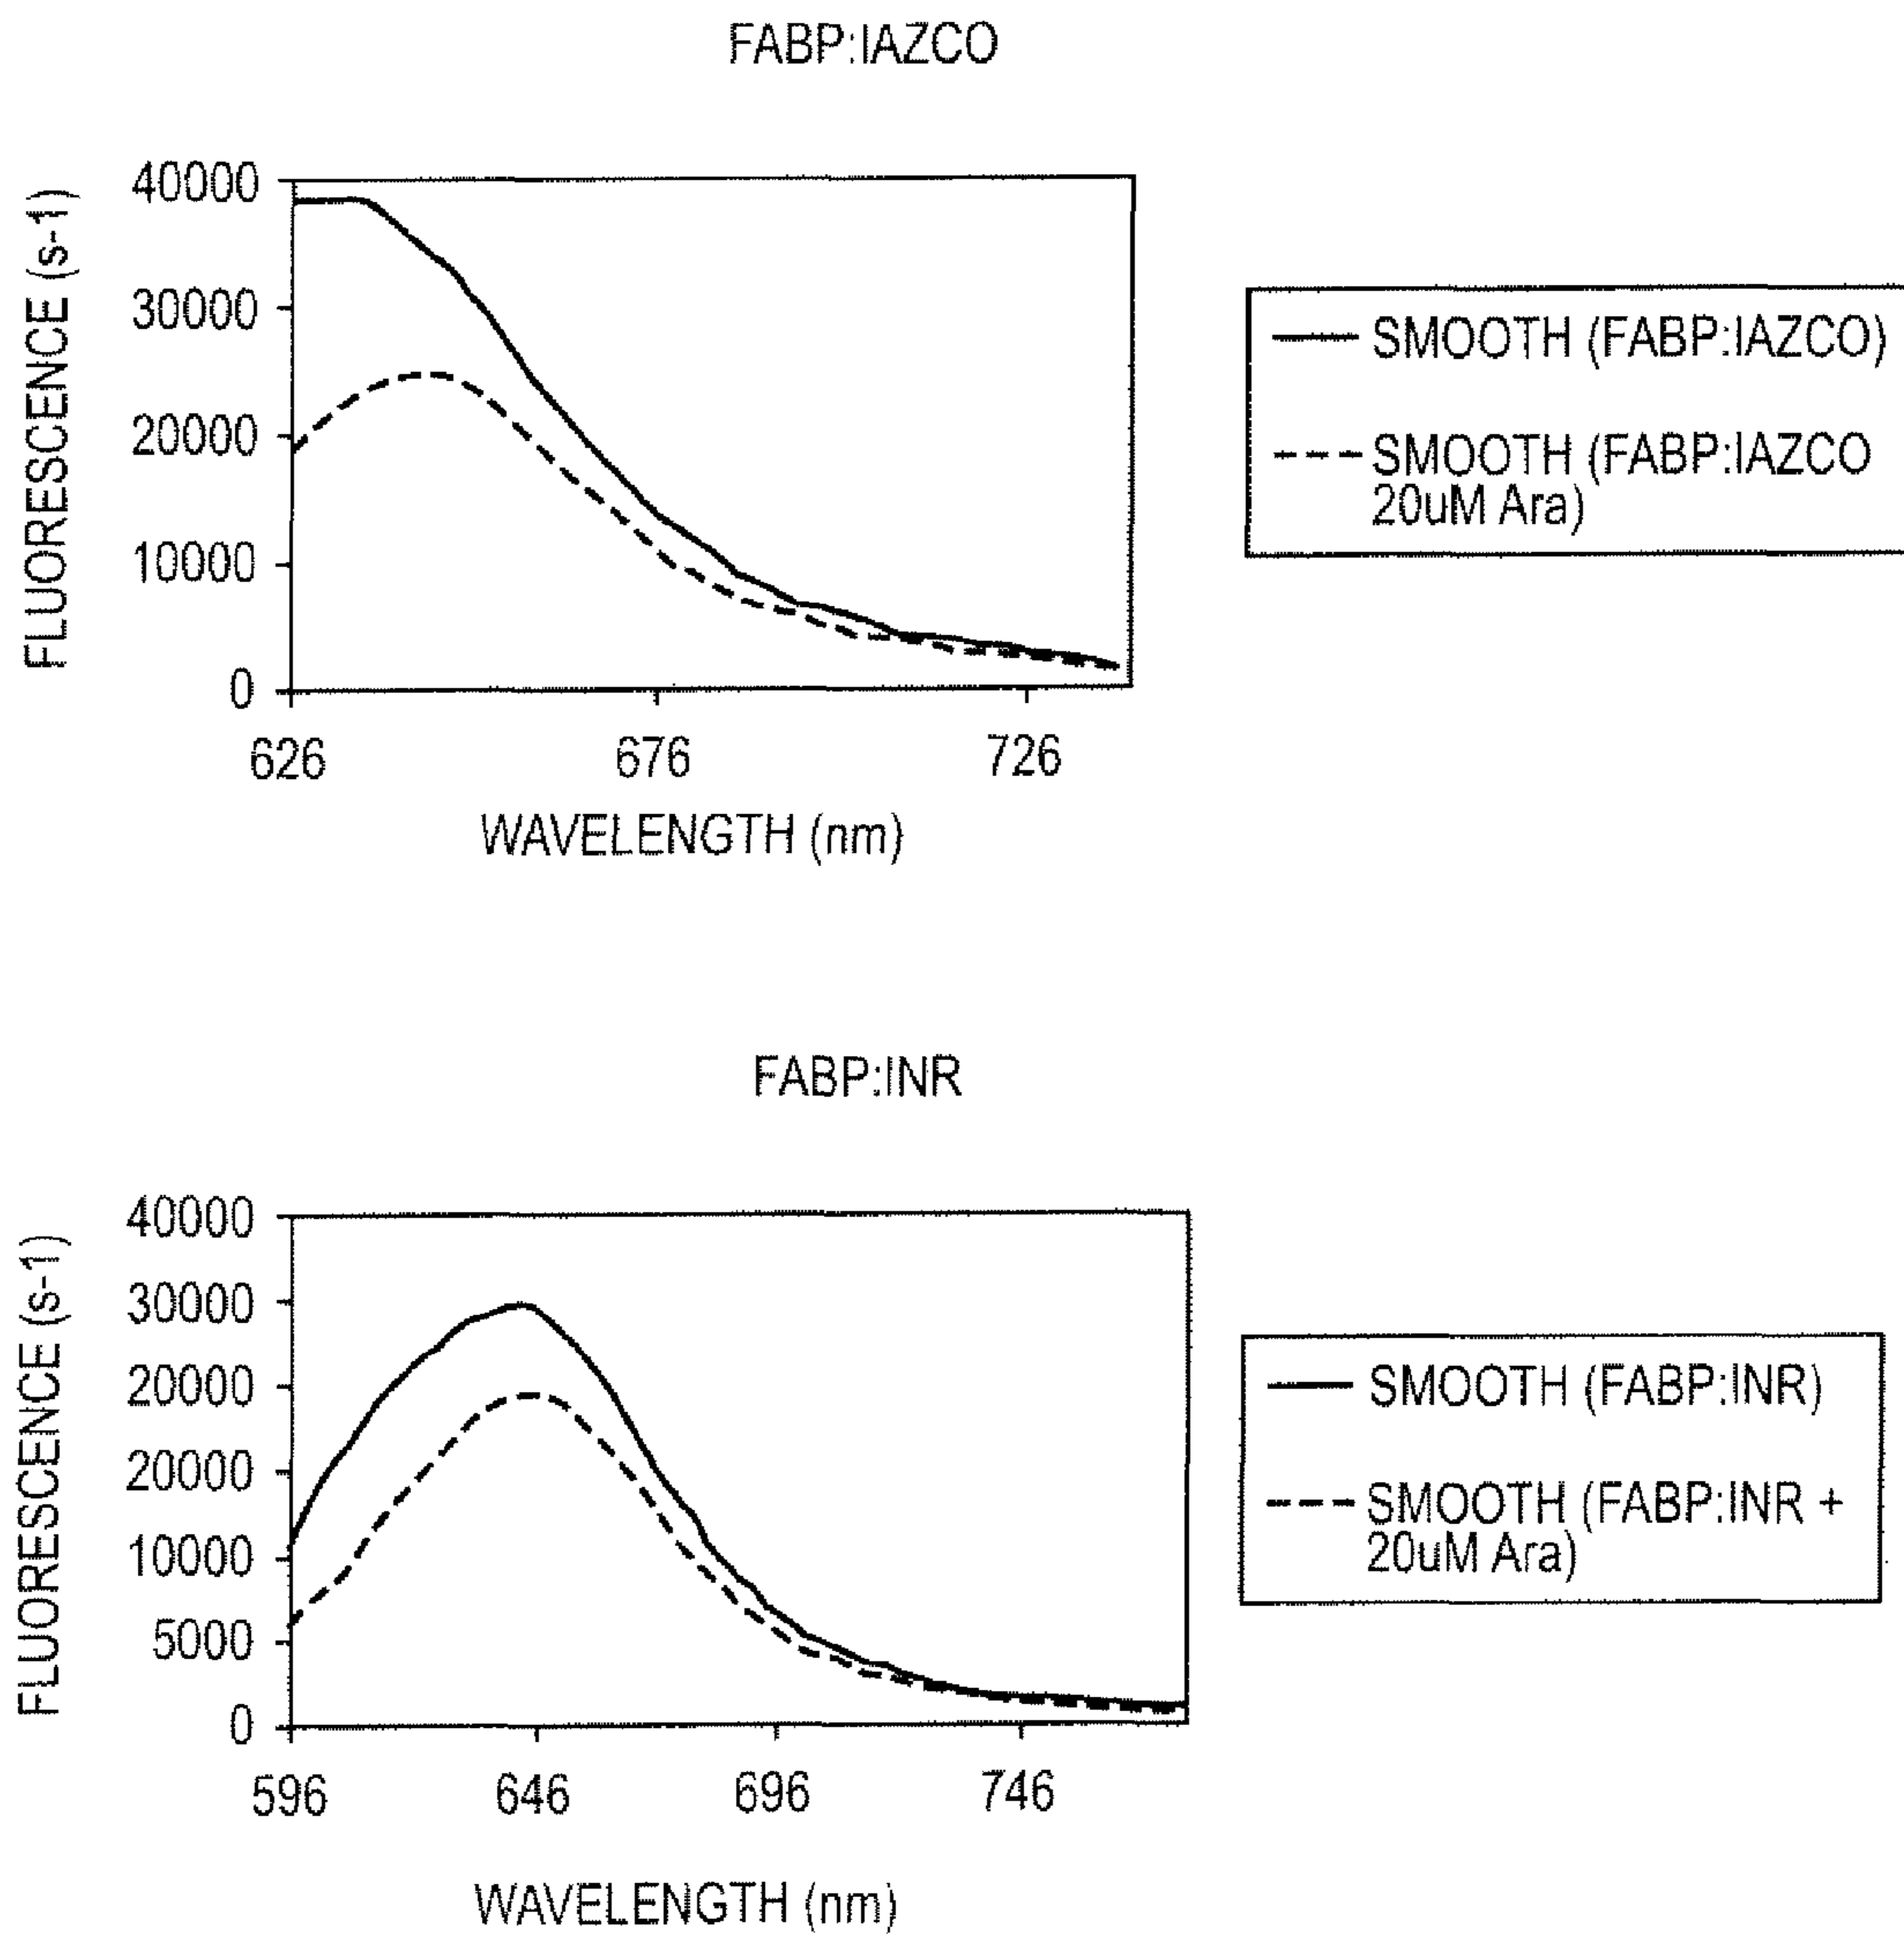 FABP:IAZCO
FLUORESCENCE (s-1)
40000
30000
20000
10000
0
626
676
726
WAVELENGTH (nm)
SMOOTH (FABP:IAZCO)
SMOOTH (FABP:IAZCO
20uM Ara)
FABP:INR
FLUORESCENCE (s-1)
40000
30000
20000
20000
10000
5000
0
596
646
696
746
WAVELENGTH (nm)
SMOOTH (FABP:INR)
SMOOTH (FABP:INR +
20uM Ara)